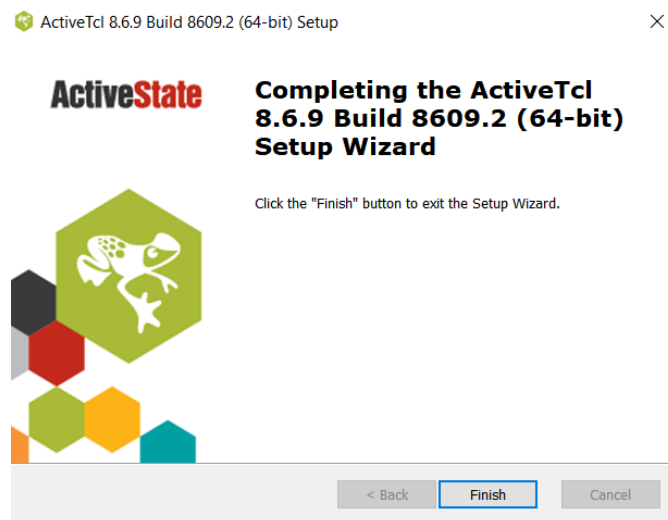 ActiveTcl 8.6.9 Build 8609.2 (64-bit) Setup
ActiveState
Completing the ActiveTcl
8.6.9 Build 8609.2 (64-bit)
Setup Wizard
Click the "Finish" button to exit the Setup Wizard.
< Back
Finish
Cancel